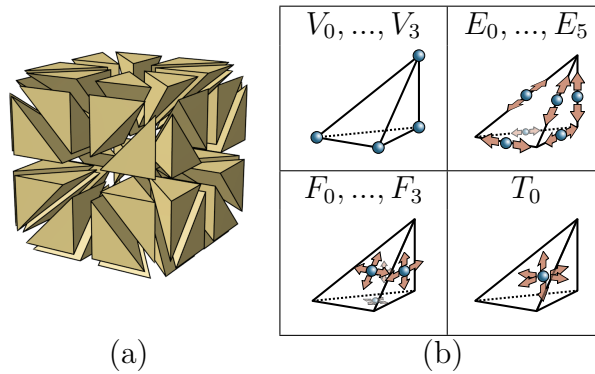 V₀, ..., V₃
E₀, ..., E₅
F₀, ..., F₃
T₀
(a)
(b)